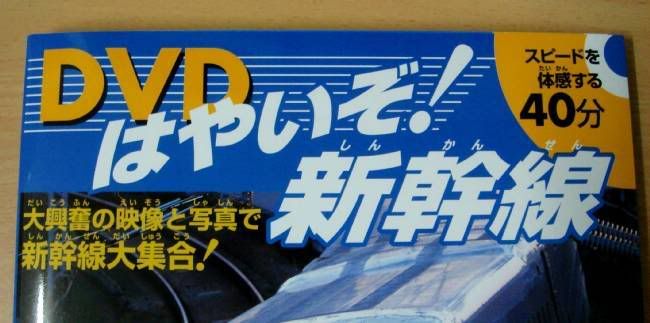 DVD
はやいぞ!
しんかんせん
新幹線
スピードを
たいかん
体感する
40分
だいこうふん えいぞう しゃしん
大興奮の映像と写真で
しんかんせんだいしゅうごう
新幹線大集合!